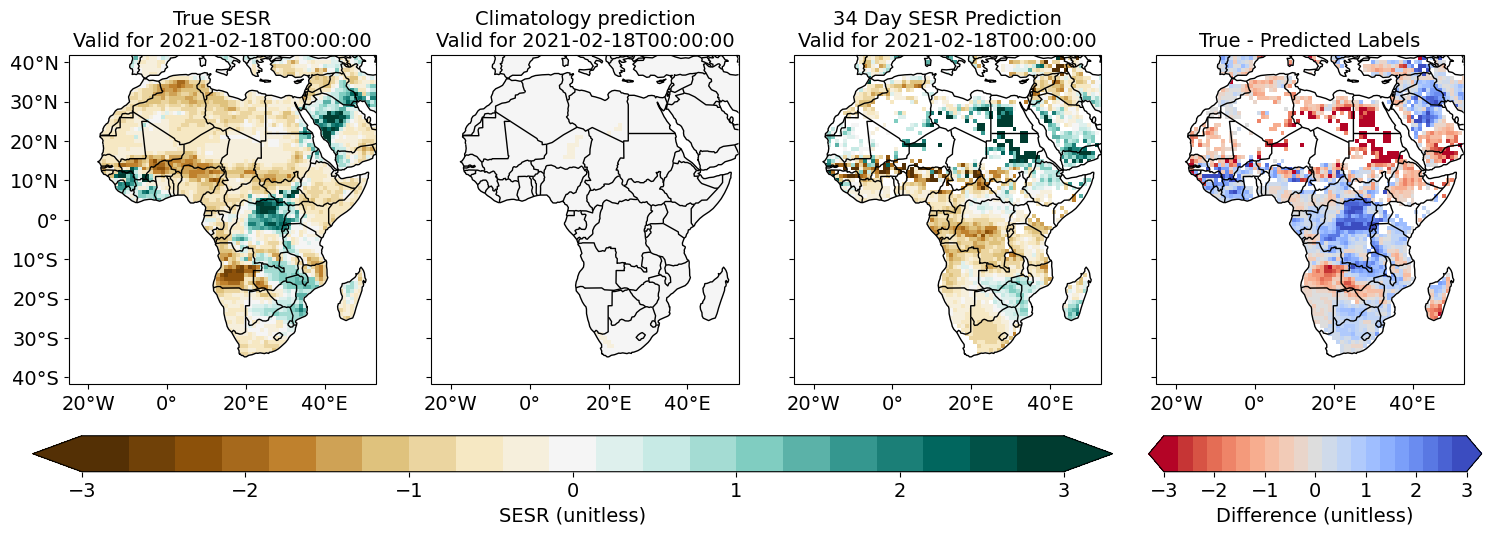 True SESR
Valid for 2021-02-18T00:00:00
Climatology prediction
Valid for 2021-02-18T00:00:00
34 Day SESR Prediction
Valid for 2021-02-18T00:00:00
True - Predicted Labels
40°N
30°N
20°N
10°N
0°
10°S
20°S
30°S
40°S
20°W 0° 20°E 40°E
20°W 0° 20°E 40°E
20°W 0° 20°E 40°E
20°W 0° 20°E 40°E
−3 −2 −1 0 1 2 3
SESR (unitless)
−3 −2 −1 0 1 2 3
Difference (unitless)